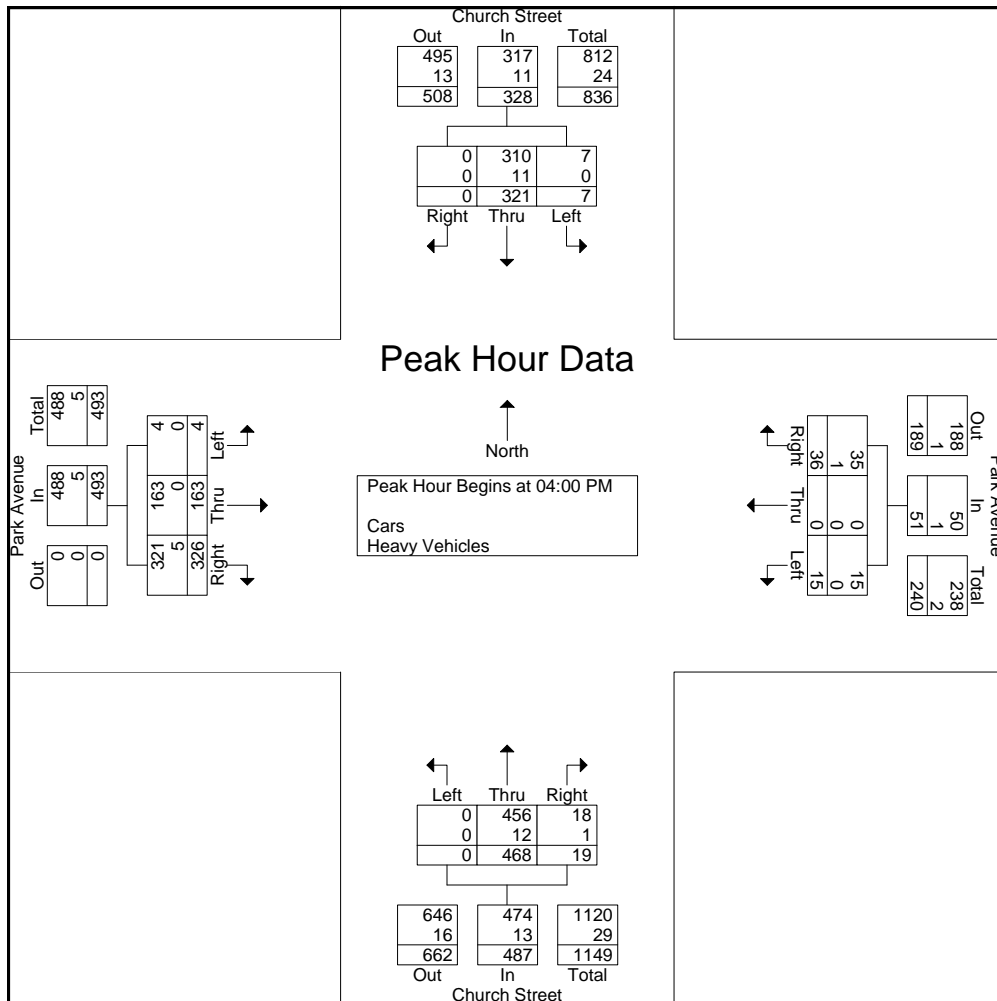 Church Street
Out In Total
495 317 812
13 11 24
508 328 836
0 310 7
0 11 0
0 321 7
Right Thru Left
Peak Hour Data
North
Peak Hour Begins at 04:00 PM
Cars
Heavy Vehicles
Park Avenue
Out In Total
0 488 488
0 5 5
0 493 493
Right Thru Left
321 163 4
5 0 0
326 163 4
Park Avenue
Out In Total
188 50 238
1 1 2
189 51 240
Right Thru Left
35 0 15
1 0 0
36 0 15
Left Thru Right
0 456 18
0 12 1
0 468 19
646 474 1120
16 13 29
662 487 1149
Out In Total
Church Street